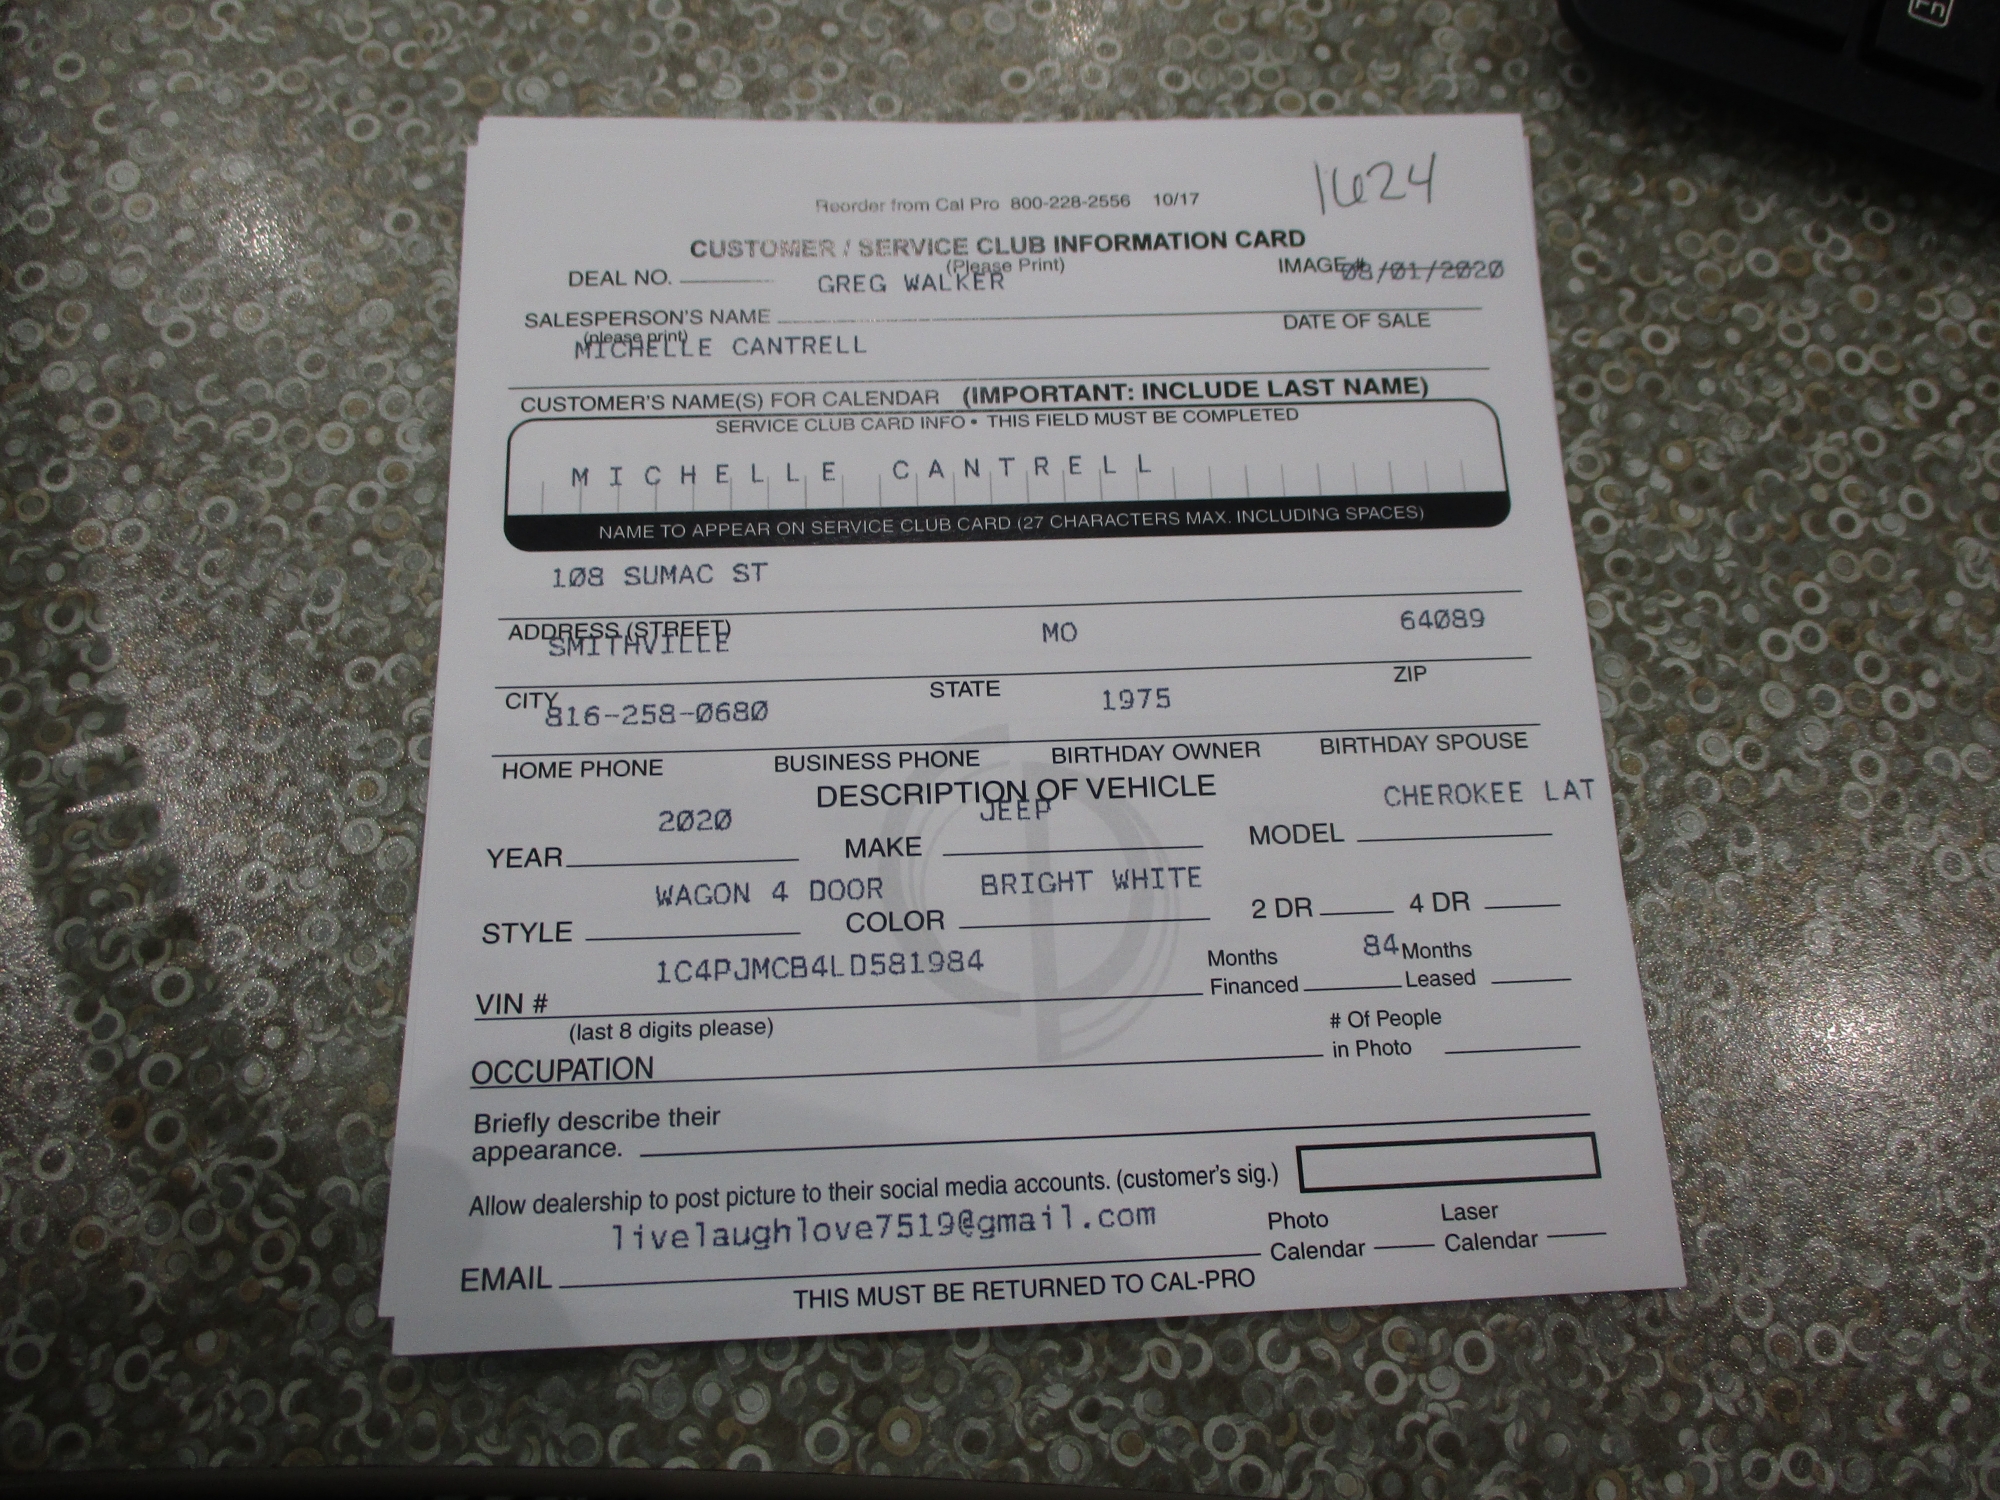 Fn
1624
Reorder from Cal Pro 800-228-2556 10/17
CUSTOMER / SERVICE CLUB INFORMATION CARD
(Please Print)
DEAL NO. GREG WALKER IMAGE# 08/01/2020
SALESPERSON'S NAME DATE OF SALE
(please print)
MICHELLE CANTRELL
CUSTOMER'S NAME(S) FOR CALENDAR (IMPORTANT: INCLUDE LAST NAME)
SERVICE CLUB CARD INFO • THIS FIELD MUST BE COMPLETED
MICHELLE CANTRELL
NAME TO APPEAR ON SERVICE CLUB CARD (27 CHARACTERS MAX. INCLUDING SPACES)
108 SUMAC ST
ADDRESS (STREET)
SMITHVILLE MO 64089
CITY STATE ZIP
816-258-0680 1975
HOME PHONE BUSINESS PHONE BIRTHDAY OWNER BIRTHDAY SPOUSE
DESCRIPTION OF VEHICLE
2020 JEEP CHEROKEE LAT
YEAR MAKE MODEL
WAGON 4 DOOR BRIGHT WHITE
STYLE COLOR 2 DR 4 DR
1C4PJMCB4LD581984 Months 84 Months
VIN # Financed Leased
(last 8 digits please) # Of People
OCCUPATION in Photo
Briefly describe their
appearance.
Allow dealership to post picture to their social media accounts. (customer's sig.)
livelaughlove7519@gmail.com Photo Laser
EMAIL Calendar Calendar
THIS MUST BE RETURNED TO CAL-PRO